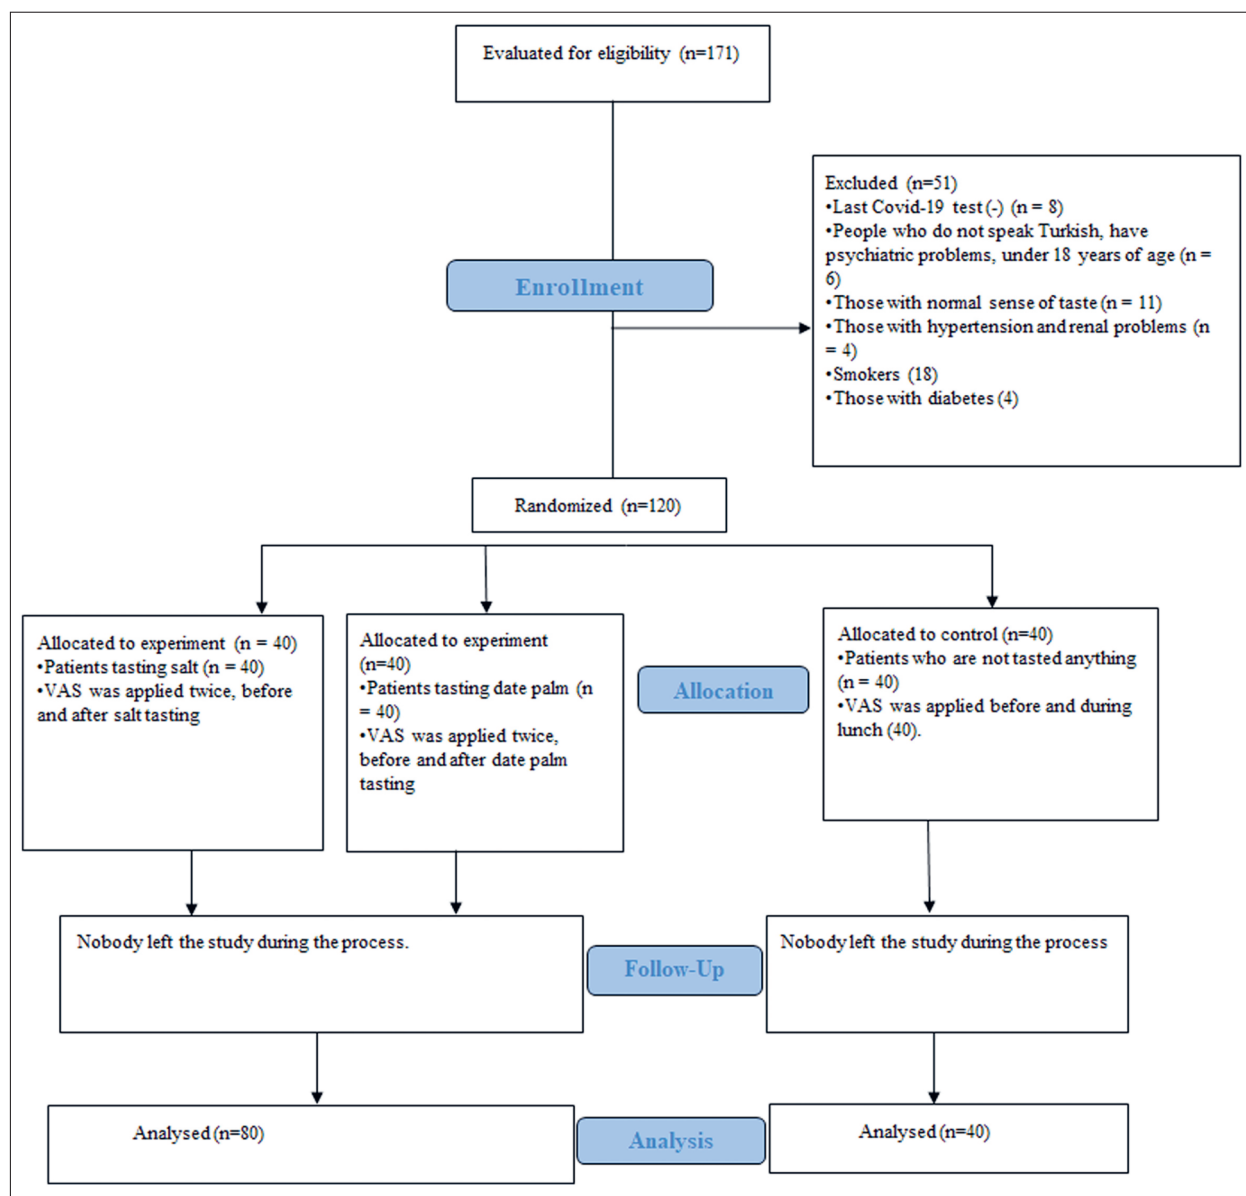 Evaluated for eligibility (n=171)
Excluded (n=51)
•Last Covid-19 test (-) (n = 8)
•People who do not speak Turkish, have
psychiatric problems, under 18 years of age (n =
6)
•Those with normal sense of taste (n = 11)
•Those with hypertension and renal problems (n
= 4)
•Smokers (18)
•Those with diabetes (4)
Enrollment
Randomized (n=120)
Allocated to experiment (n = 40)
•Patients tasting salt (n = 40)
•VAS was applied twice, before
and after salt tasting
Allocated to experiment
(n=40)
•Patients tasting date palm (n
= 40)
•VAS was applied twice,
before and after date palm
tasting
Allocation
Allocated to control (n=40)
•Patients who are not tasted anything
(n = 40)
•VAS was applied before and during
lunch (40).
Nobody left the study during the process.
Follow-Up
Nobody left the study during the process
Analysed (n=80)
Analysis
Analysed (n=40)